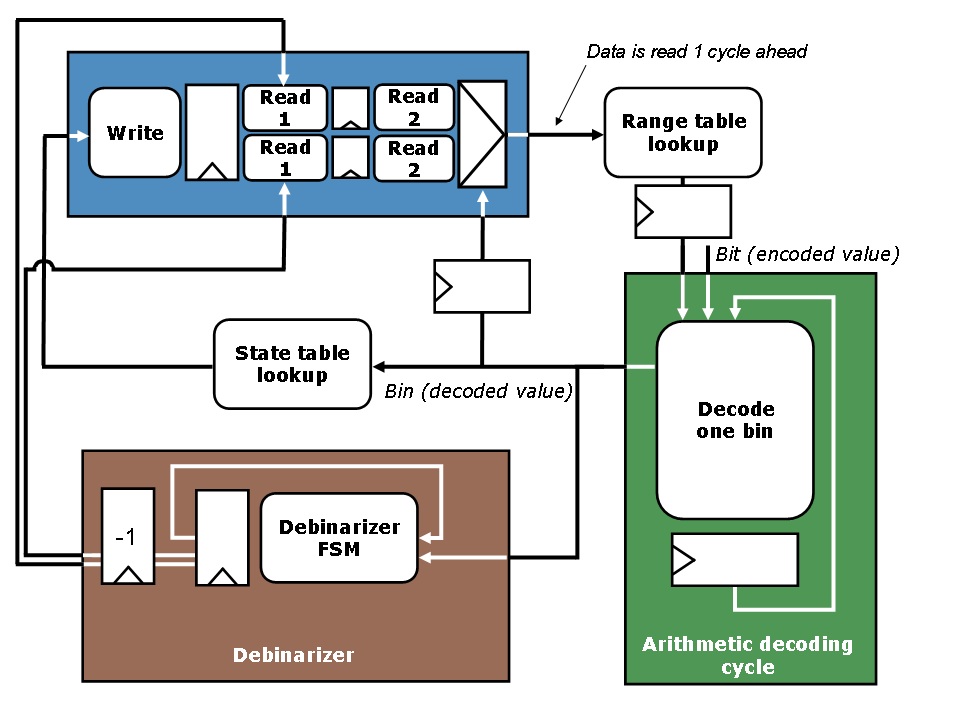 Data is read 1 cycle ahead
Write
Read
1
Read
2
Read
1
Read
2
Range table
lookup
Bit (encoded value)
State table
lookup
Bin (decoded value)
Decode
one bin
-1
Debinarizer
FSM
Debinarizer
Arithmetic decoding
cycle